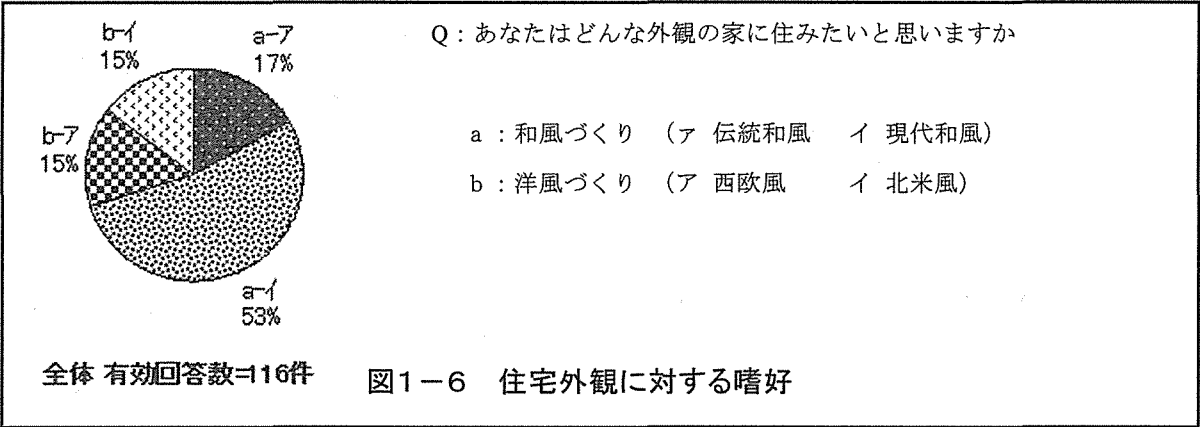 b-イ
15%
a-ア
17%
b-ア
15%
a-イ
53%
全体 有効回答数=116件
Q：あなたはどんな外観の家に住みたいと思いますか
a：和風づくり （ァ 伝統和風 イ 現代和風）
b：洋風づくり （ア 西欧風 イ 北米風）
図1－6 住宅外観に対する嗜好